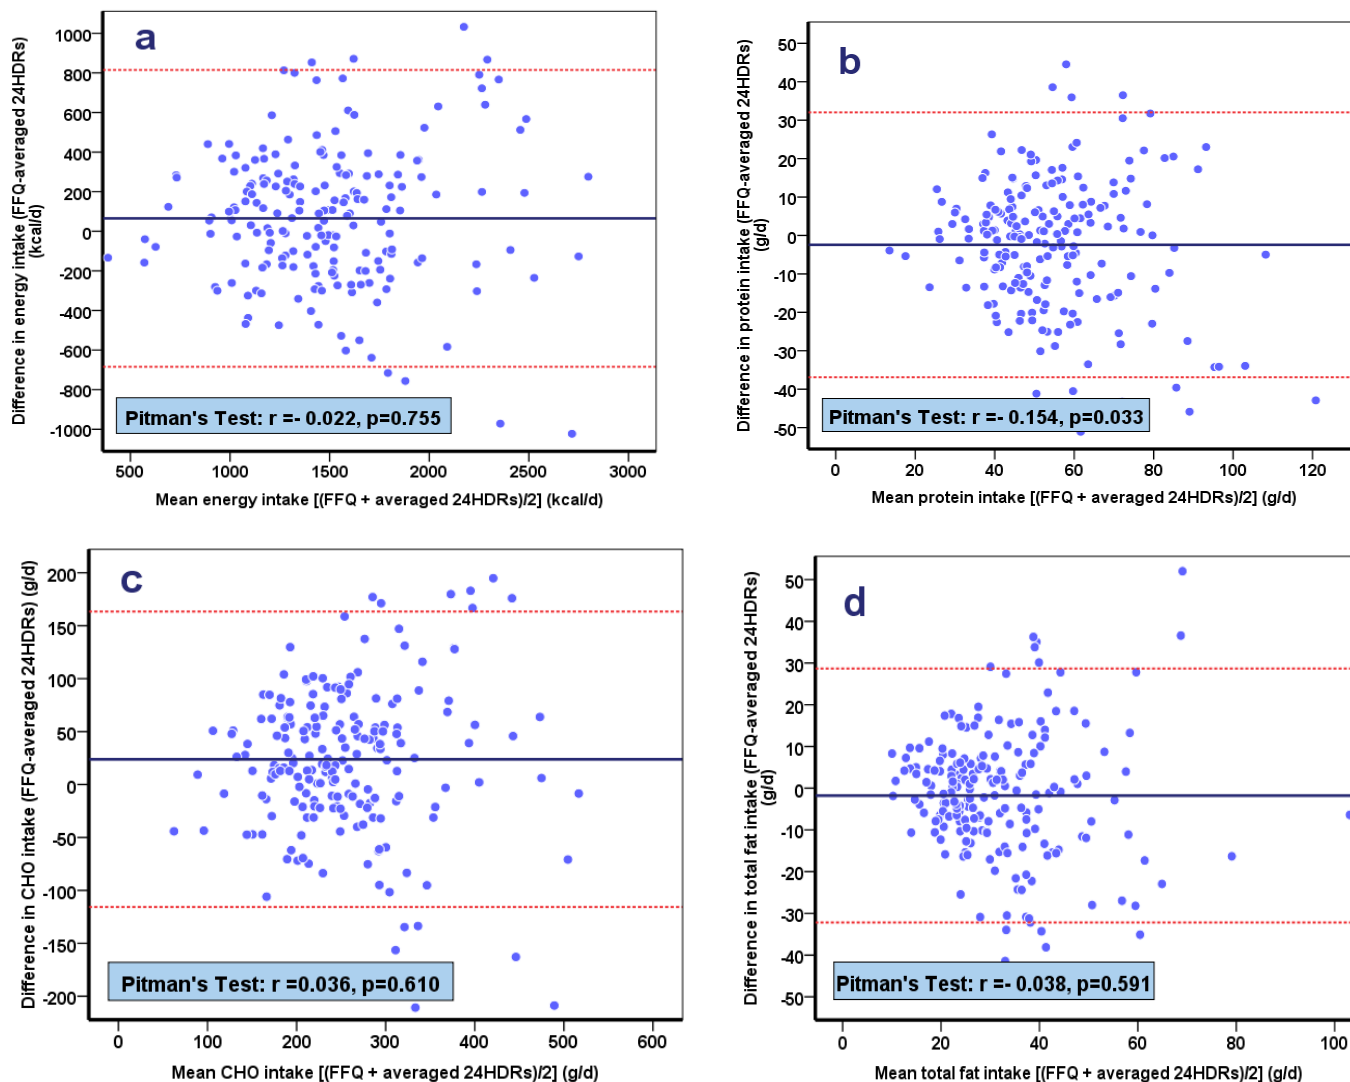 a
Difference in energy intake (FFQ-averaged 24HDRs)
(kcal/d)
1000
800
600
400
200
0
-200
-400
-600
-800
-1000
Pitman's Test: r =- 0.022, p=0.755
500 1000 1500 2000 2500 3000
Mean energy intake [(FFQ + averaged 24HDRs)/2] (kcal/d)
b
Difference in protein intake (FFQ-averaged 24HDRs)
(g/d)
50
40
30
20
10
0
-10
-20
-30
-40
-50
Pitman's Test: r =- 0.154, p=0.033
0 20 40 60 80 100 120
Mean protein intake [(FFQ + averaged 24HDRs)/2] (g/d)
c
Difference in CHO intake (FFQ-averaged 24HDRs) (g/d)
200
150
100
50
0
-50
-100
-150
-200
Pitman's Test: r =0.036, p=0.610
0 100 200 300 400 500 600
Mean CHO intake [(FFQ + averaged 24HDRs)/2] (g/d)
d
Difference in total fat intake (FFQ-averaged 24HDRs)
(g/d)
50
40
30
20
10
0
-10
-20
-30
-40
-50
Pitman's Test: r =- 0.038, p=0.591
0 20 40 60 80 100
Mean total fat intake [(FFQ + averaged 24HDRs)/2] (g/d)